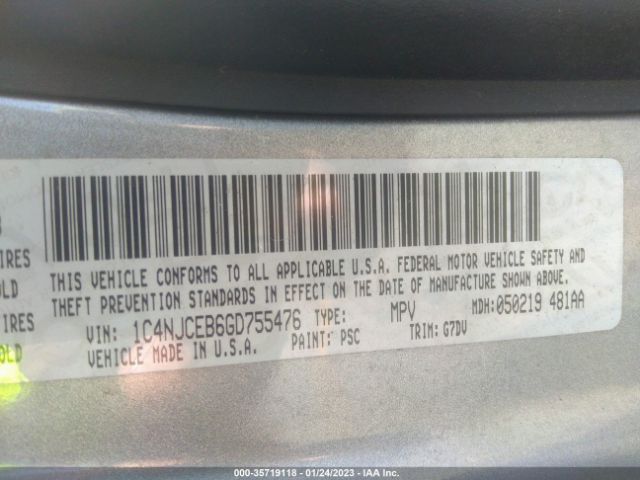 IRES
OLD
IRES
OLD
THIS VEHICLE CONFORMS TO ALL APPLICABLE U.S.A. FEDERAL MOTOR VEHICLE SAFETY AND
THEFT PREVENTION STANDARDS IN EFFECT ON THE DATE OF MANUFACTURE SHOWN ABOVE.
VIN: 1C4NJCEB6GD755476 TYPE: MPV MDH:050219 481AA
VEHICLE MADE IN U.S.A. PAINT: PSC TRIM: G7DV
000-35719118 - 01/24/2023 - IAA Inc.